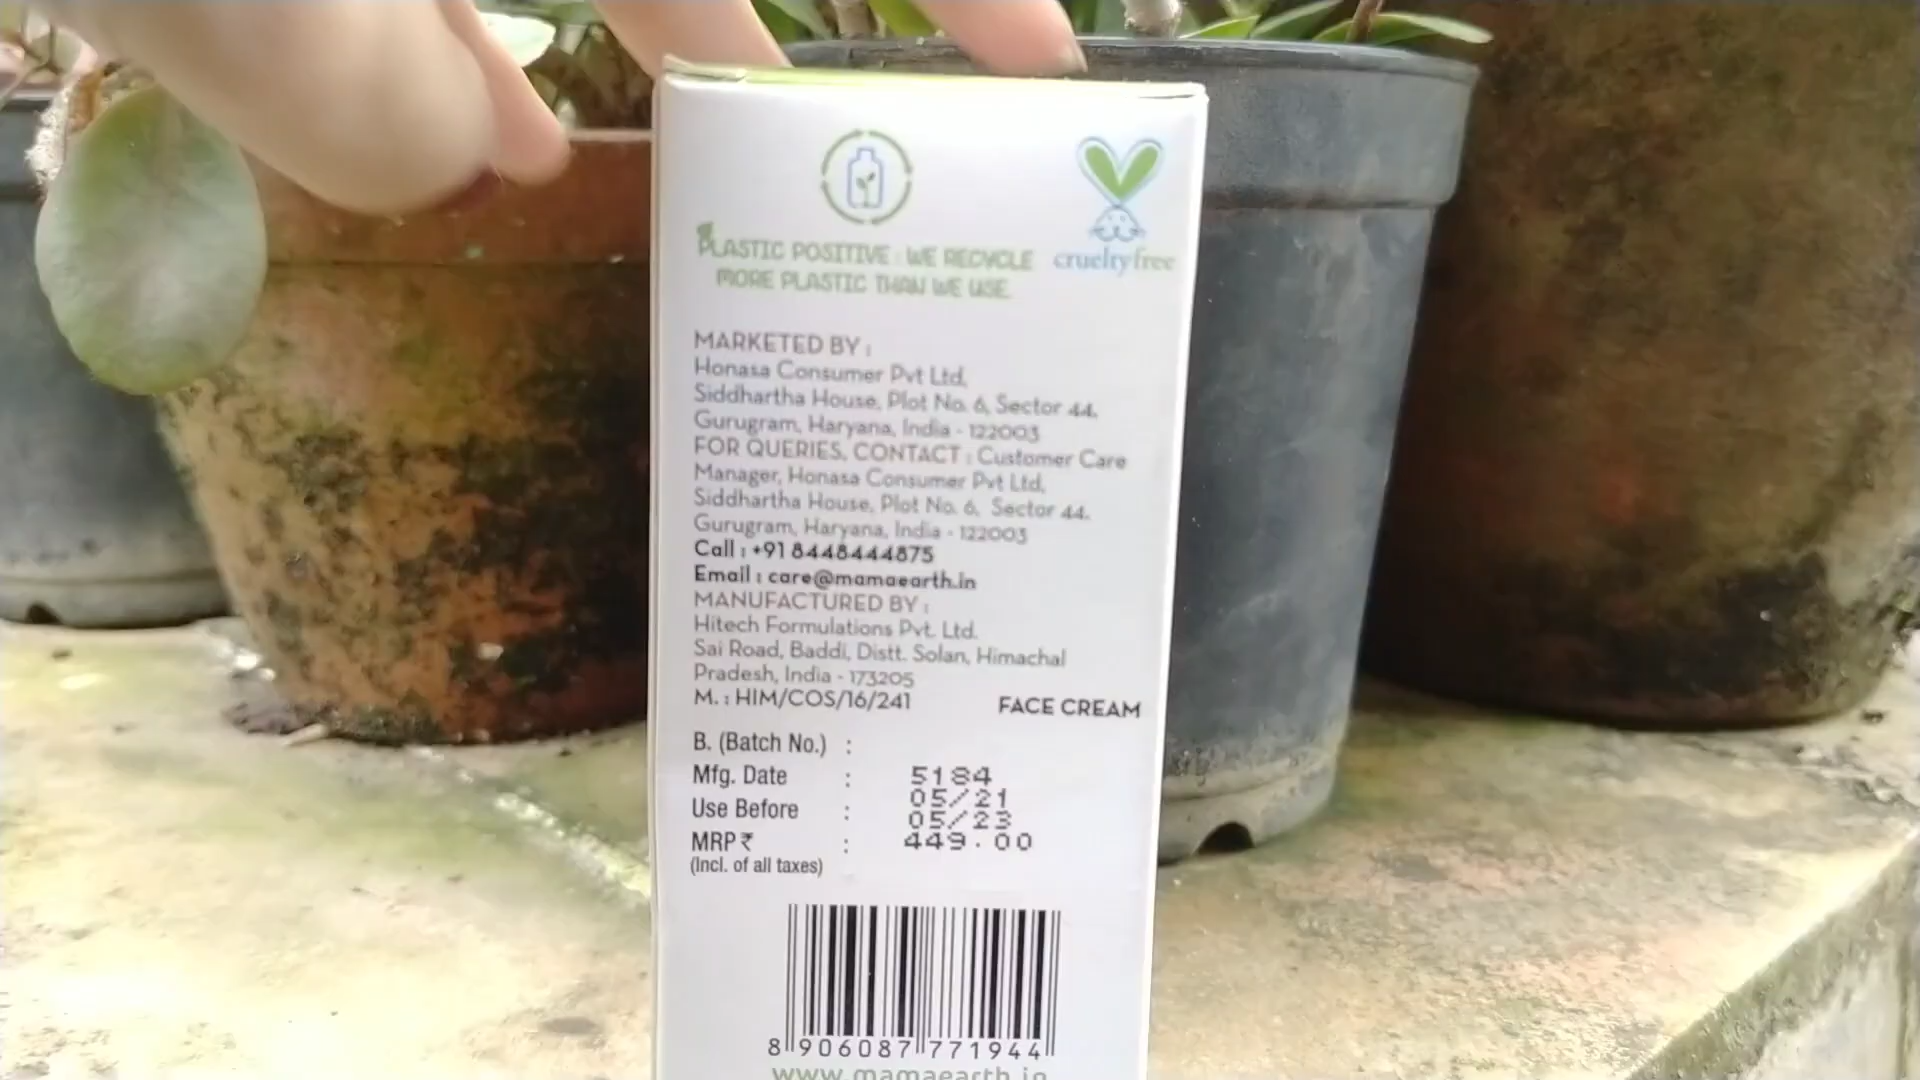 PLASTIC POSITIVE : WE RECYCLE
MORE PLASTIC THAN WE USE.
crueltyfree
MARKETED BY :
Honasa Consumer Pvt Ltd,
Siddhartha House, Plot No. 6, Sector 44,
Gurugram, Haryana, India - 122003
FOR QUERIES, CONTACT : Customer Care
Manager, Honasa Consumer Pvt Ltd,
Siddhartha House, Plot No. 6, Sector 44,
Gurugram, Haryana, India - 122003
Call : +91 8448444875
Email : care@mamaearth.in
MANUFACTURED BY :
Hitech Formulations Pvt. Ltd.
Sai Road, Baddi, Distt. Solan, Himachal
Pradesh, India - 173205
M. : HIM/COS/16/241 FACE CREAM
B. (Batch No.) :
Mfg. Date : 5184
Use Before : 05/21
05/23
MRP ₹ : 449.00
(Incl. of all taxes)
8 906087 771944
www.mamaearth.in